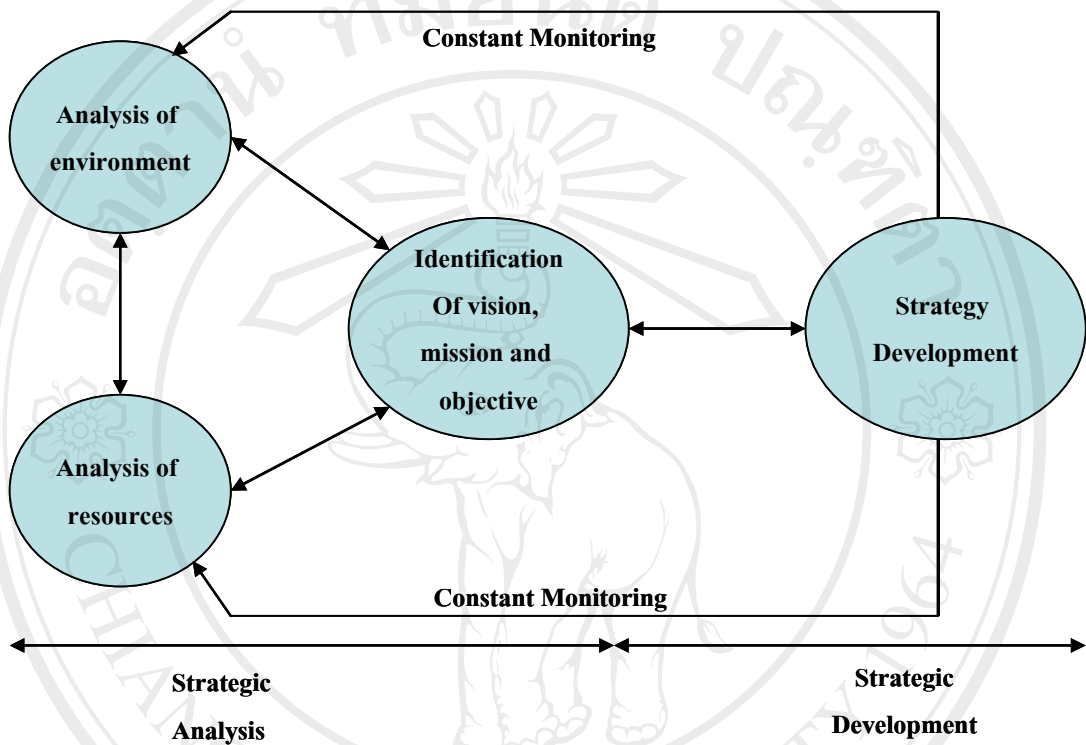 Constant Monitoring
Analysis of
environment
Identification
Of vision,
mission and
objective
Strategy
Development
Analysis of
resources
Constant Monitoring
Strategic
Analysis
Strategic
Development
1964